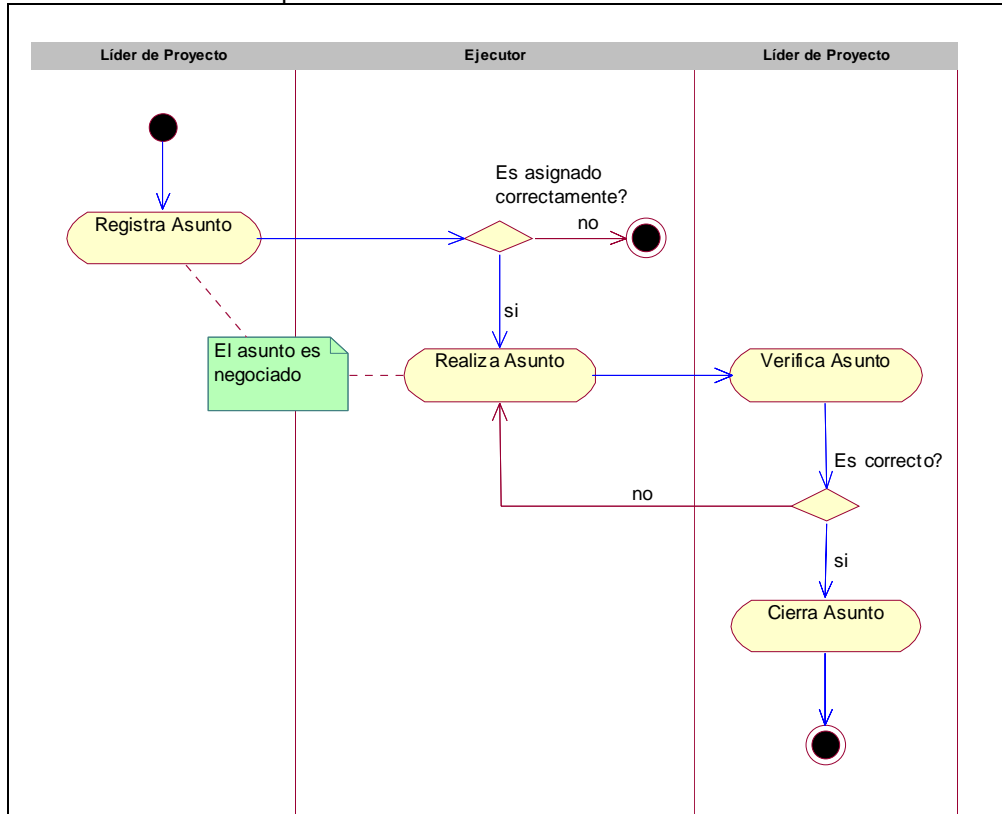 Líder de Proyecto
Ejecutor
Líder de Proyecto
Es asignado
correctamente?
Registra Asunto
no
si
El asunto es
negociado
Realiza Asunto
Verifica Asunto
Es correcto?
no
si
Cierra Asunto